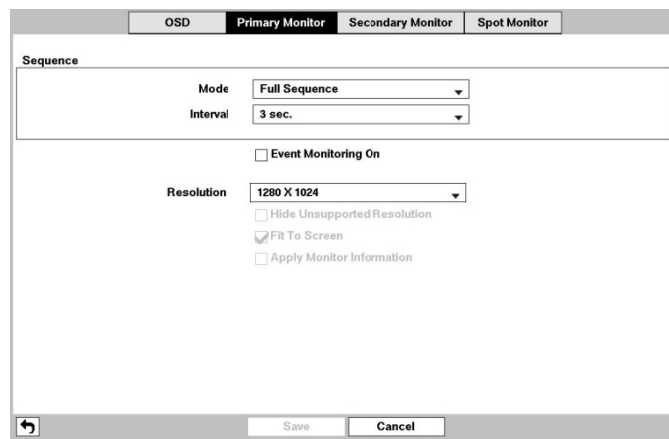 OSD Primary Monitor Secondary Monitor Spot Monitor
Sequence
Mode Full Sequence
Interval 3 sec.
Event Monitoring On
Resolution 1280 X 1024
Hide Unsupported Resolution
Fit To Screen
Apply Monitor Information
Save Cancel